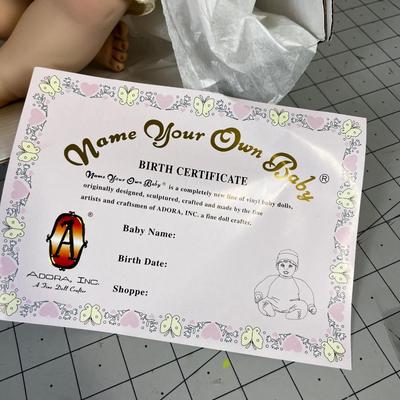 Name Your Own Baby ®
BIRTH CERTIFICATE
Name Your Own Baby ® is a completely new line of vinyl baby dolls,
originally designed, sculptured, crafted and made by the fine
artists and craftsmen of ADORA, INC. a fine doll crafter.
Baby Name:
Birth Date:
Shoppe:
A ®
ADORA, INC.
A Fine Doll Crafter